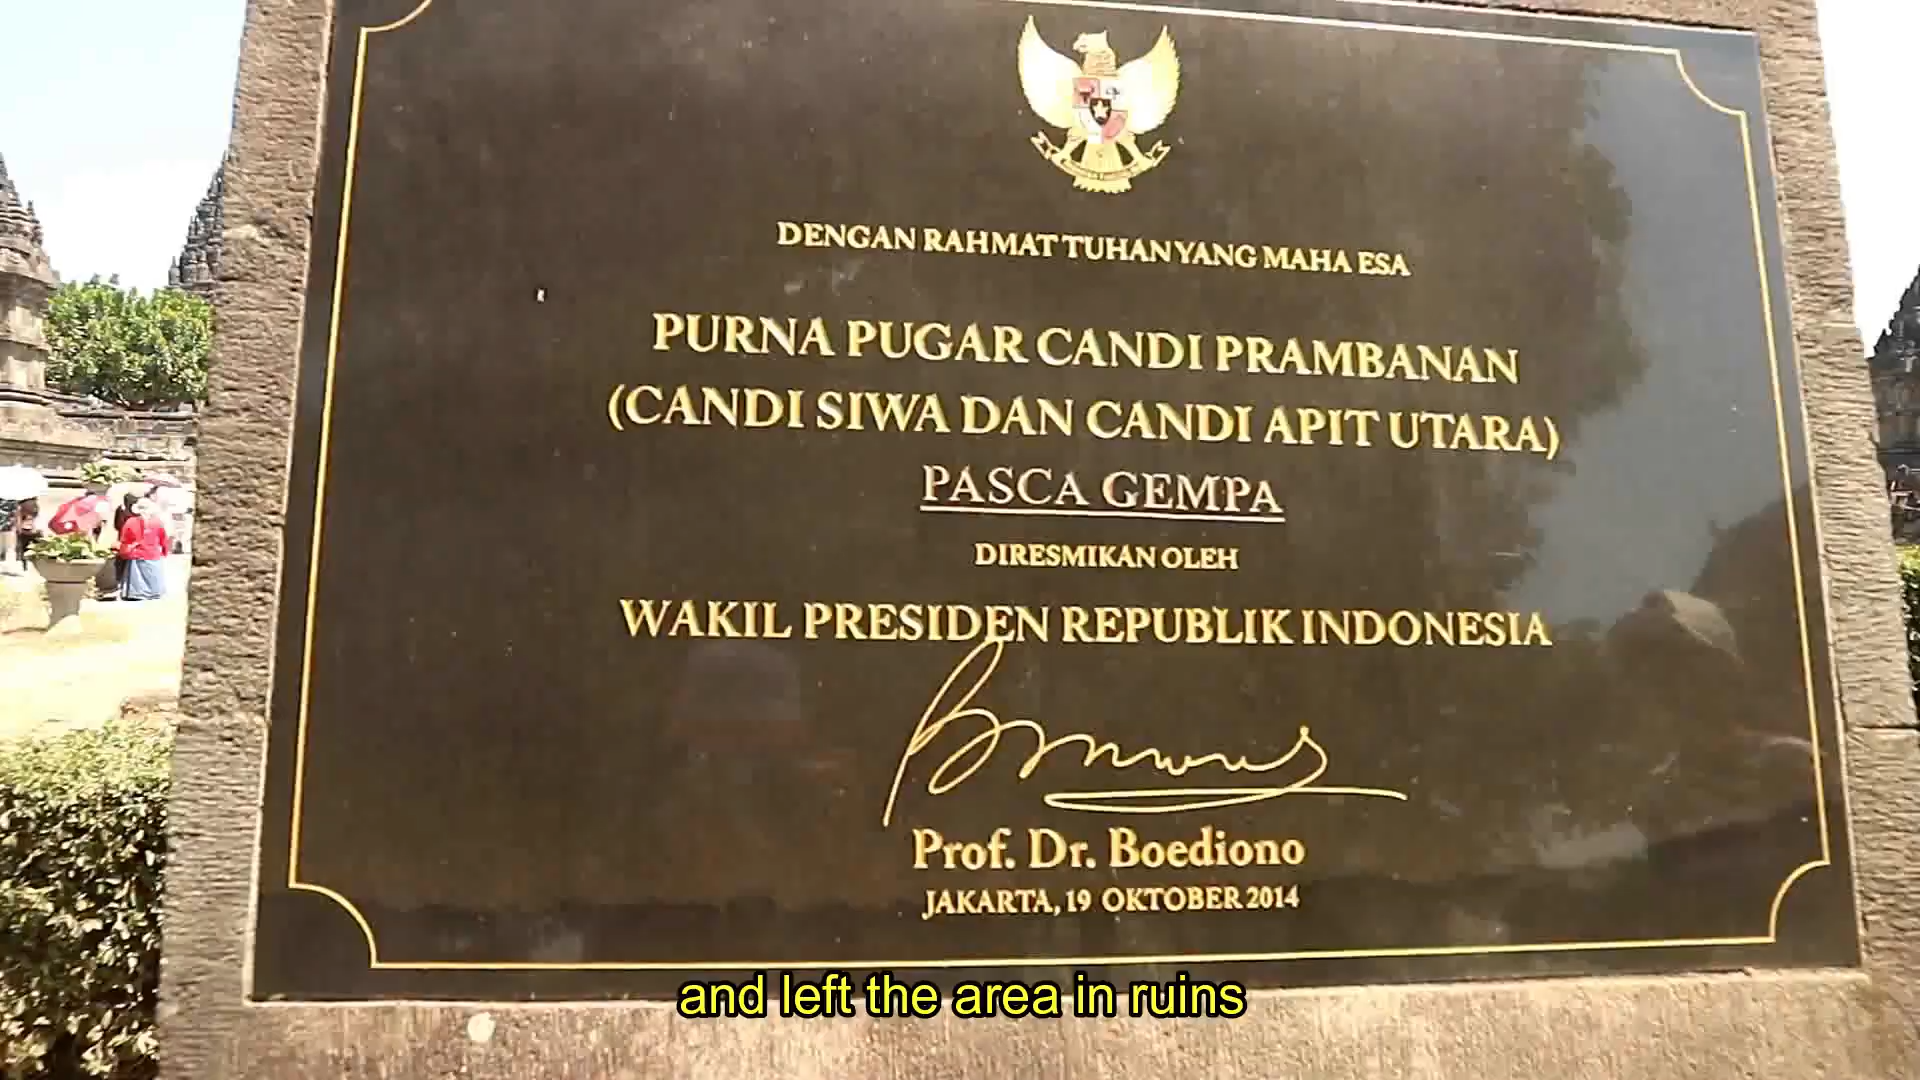 DENGAN RAHMAT TUHAN YANG MAHA ESA
PURNA PUGAR CANDI PRAMBANAN
(CANDI SIWA DAN CANDI APIT UTARA)
PASCA GEMPA
DIRESMIKAN OLEH
WAKIL PRESIDEN REPUBLIK INDONESIA
Prof. Dr. Boediono
JAKARTA, 19 OKTOBER 2014
and left the area in ruins